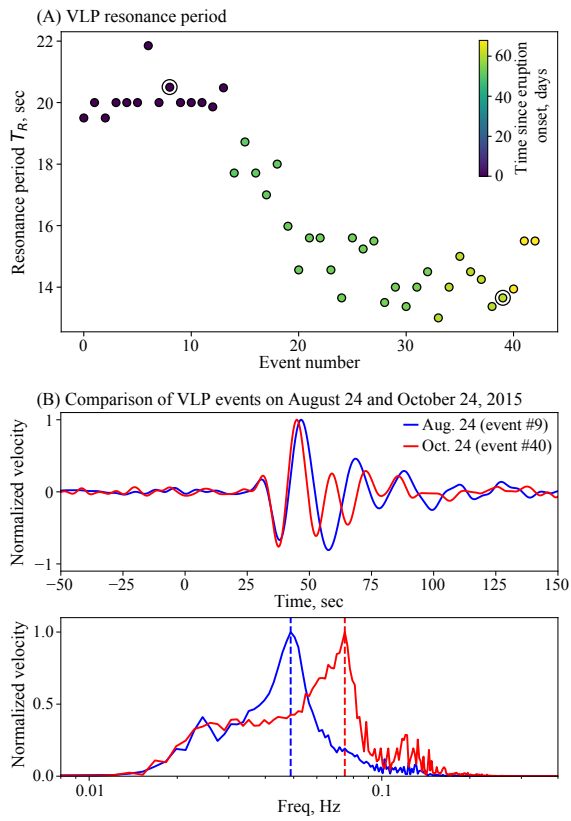 (A) VLP resonance period
22
20
18
16
14
Resonance period T_R, sec
0
10
20
30
40
Event number
60
40
20
0
Time since eruption
onset, days
(B) Comparison of VLP events on August 24 and October 24, 2015
1
0
−1
Normalized velocity
Aug. 24 (event #9)
Oct. 24 (event #40)
−50
−25
0
25
50
75
100
125
150
Time, sec
1.0
0.5
0.0
Normalized velocity
0.01
0.1
Freq, Hz